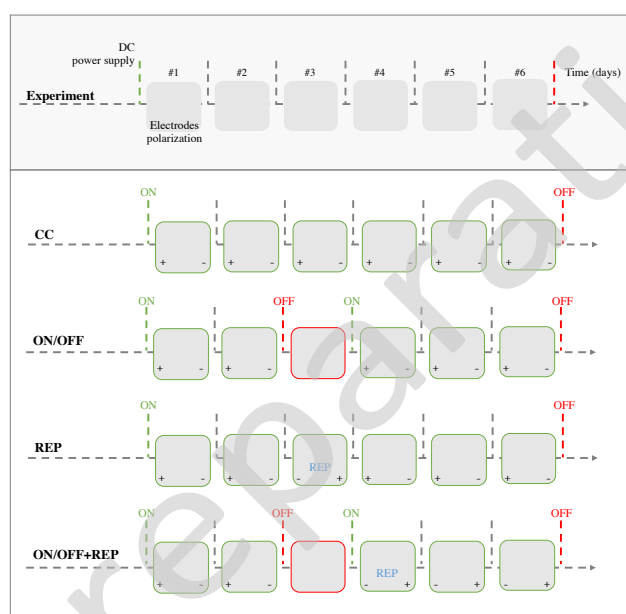 DC
power supply
#1 #2 #3 #4 #5 #6 Time (days)
Experiment
Electrodes
polarization
ON OFF
CC
+ - + - + - + - + - + -
ON OFF ON OFF
ON/OFF
+ - + - + - + - + -
ON OFF
REP
REP
+ - + - - + + - + - + -
ON OFF ON OFF
ON/OFF+REP
REP
+ - + - - + - + - +
reparati